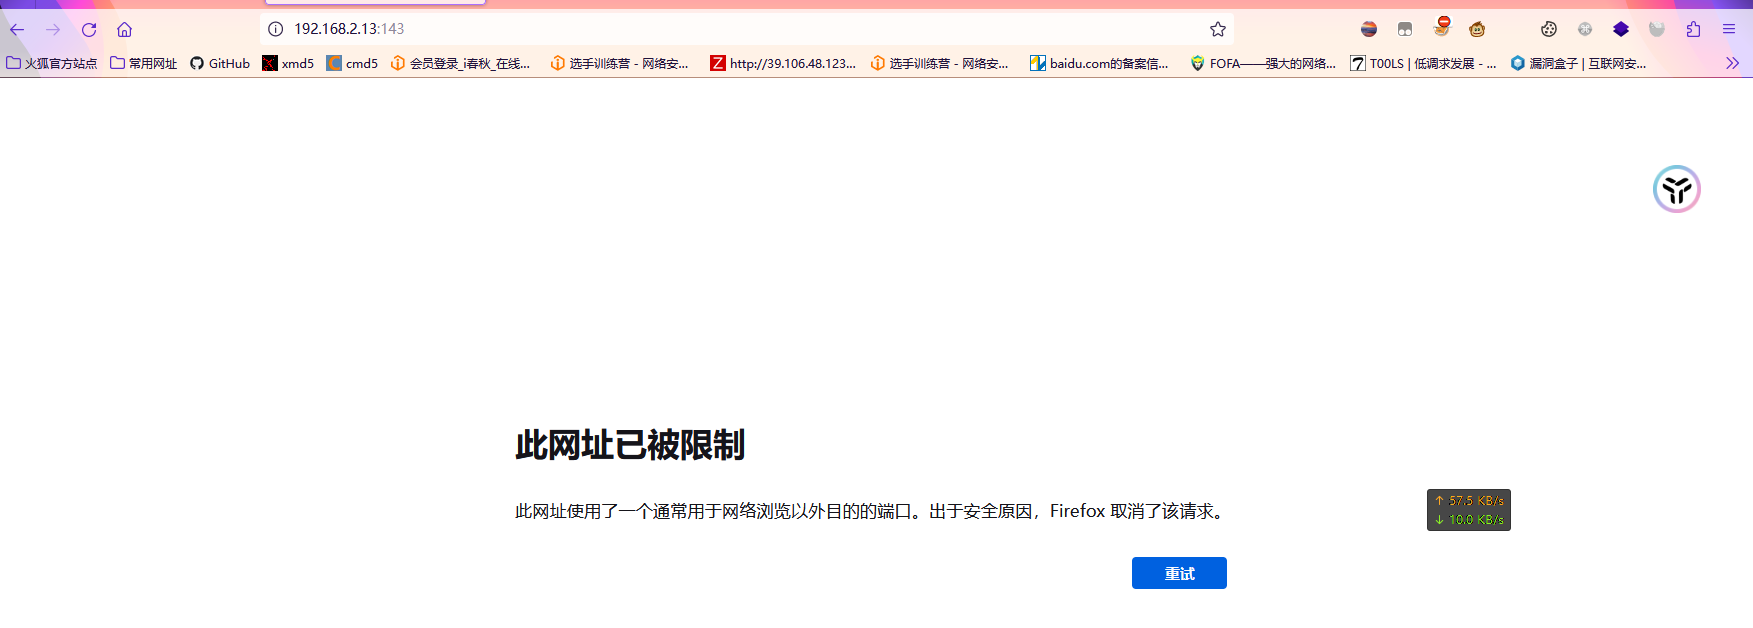 192.168.2.13:143
火狐官方站点 常用网址 GitHub xmd5 cmd5 会员登录_i春秋_在线... 选手训练营 - 网络安... http://39.106.48.123... 选手训练营 - 网络安... baidu.com的备案信... FOFA——强大的网络... T00LS | 低调求发展 - ... 漏洞盒子 | 互联网安...
此网址已被限制
此网址使用了一个通常用于网络浏览以外目的的端口。出于安全原因，Firefox 取消了该请求。
↑ 57.5 KB/s
↓ 10.0 KB/s
重试